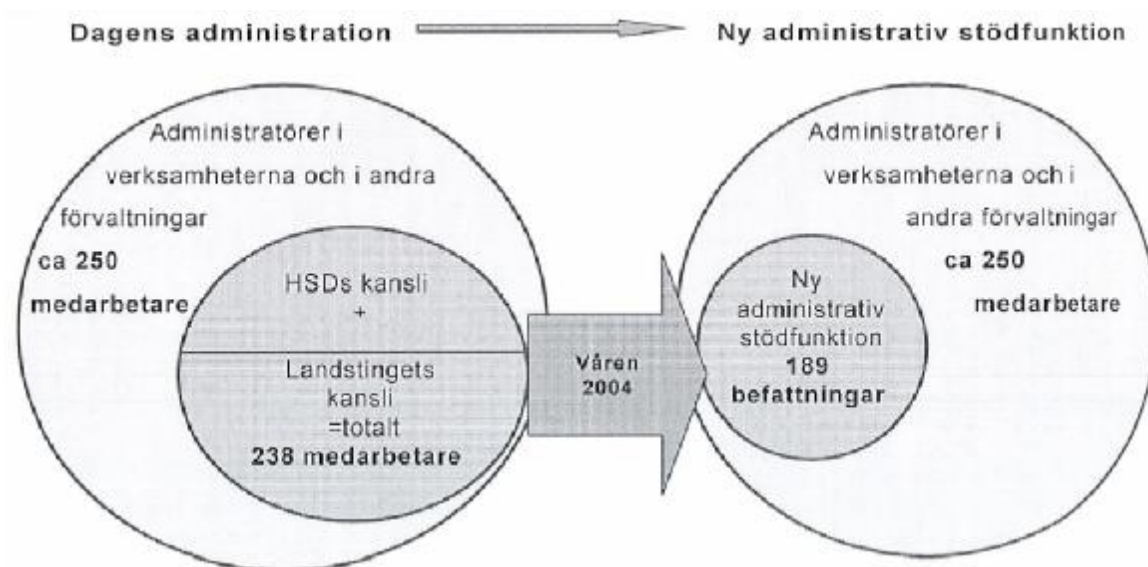 Dagens administration
Ny administrativ stödfunktion
Administratörer i
verksamheterna och i andra
förvaltningar
ca 250
medarbetare
HSDs kansli
+
Landstingets
kansli
=totalt
238 medarbetare
Våren
2004
Administratörer i
verksamheterna och i
andra förvaltningar
ca 250
medarbetare
Ny
administrativ
stödfunktion
189
befattningar